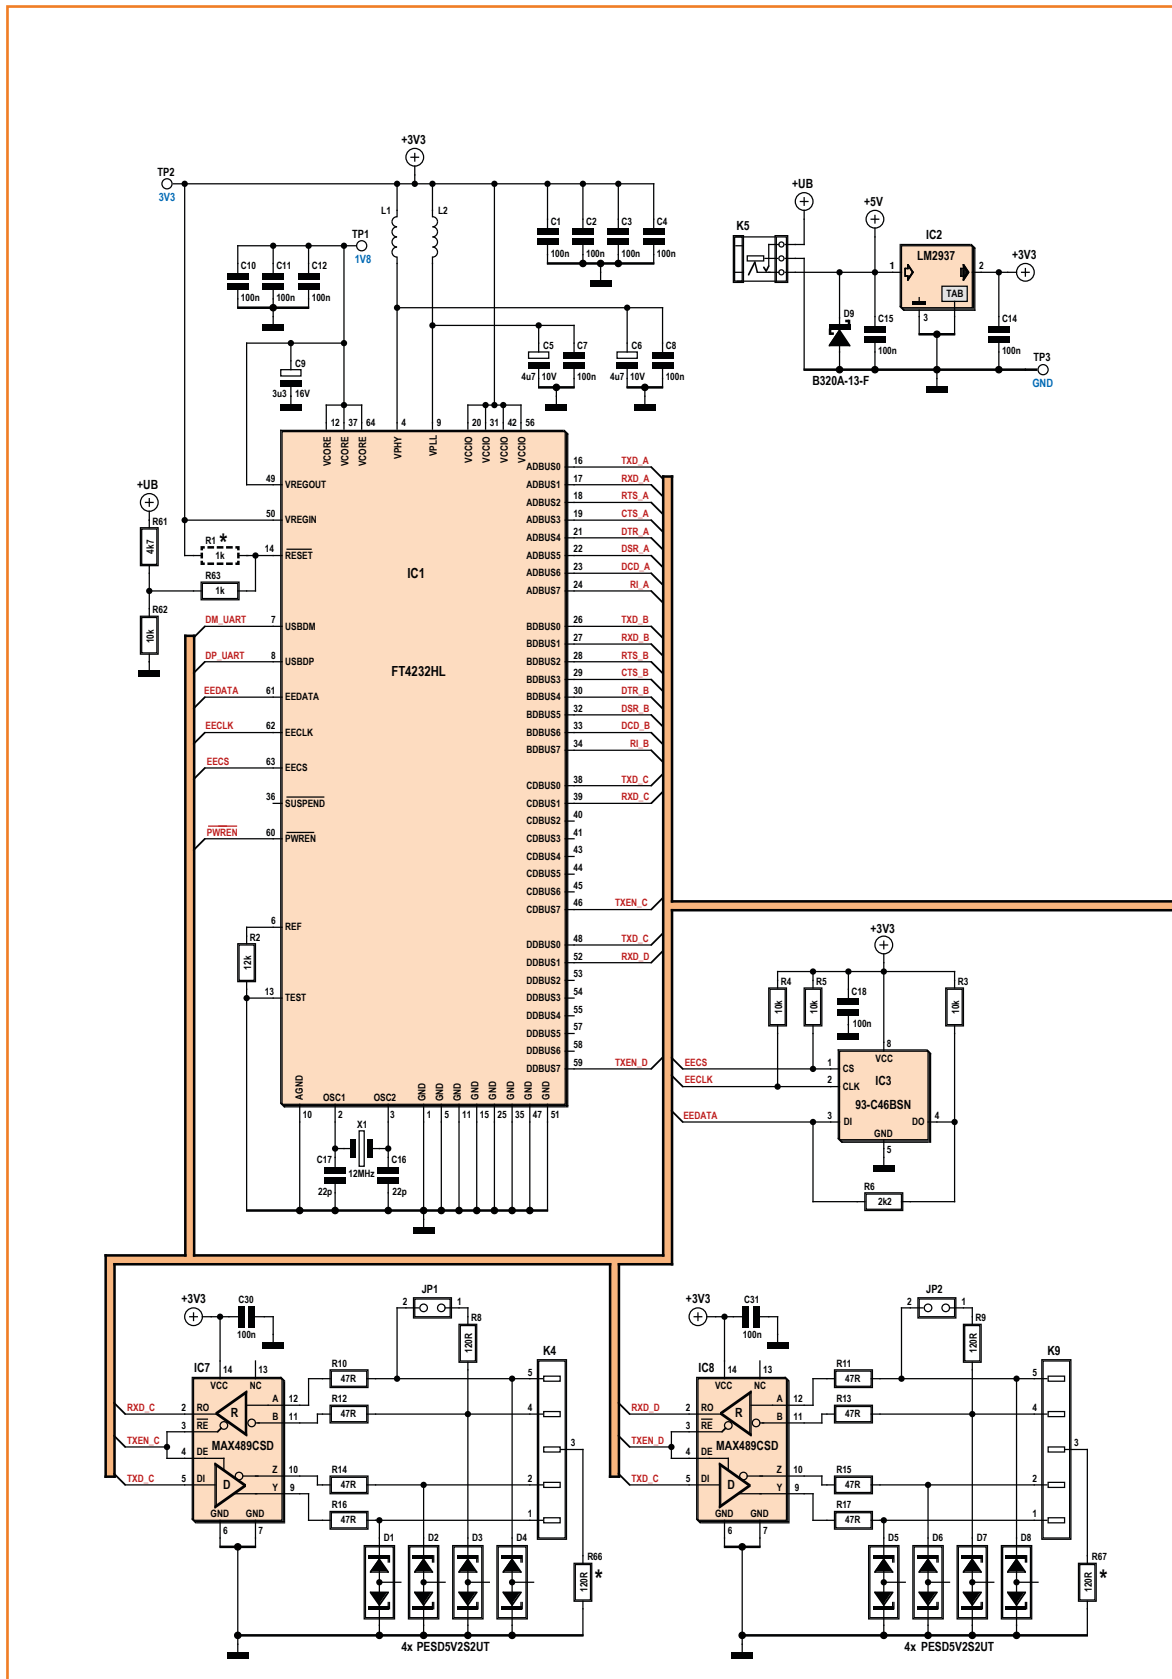 +3V3
TP2
3V3
L1
L2
C1
C2
C3
C4
100n
100n
100n
100n
TP1
1V8
C10
C11
C12
100n
100n
100n
C9
3u3
16V
C5
4u7
10V
C7
100n
C6
4u7
10V
C8
100n
+UB
+5V
K5
IC2
LM2937
1
2
3
TAB
+3V3
D9
C15
100n
C14
100n
B320A-13-F
TP3
GND
12
37
64
4
9
20
31
42
56
VCORE
VCORE
VCORE
VPHY
VPLL
VCCIO
VCCIO
VCCIO
VCCIO
+UB
R61
4k7
R62
10k
R1
*
1k
R63
1k
49 VREGOUT
50 VREGIN
14 RESET
DM_UART 7 USBDM
DP_UART 8 USBDP
EEDATA 61 EEDATA
EECLK 62 EECLK
EECS 63 EECS
36 SUSPEND
PWREN 60 PWREN
6 REF
R2
12k
13 TEST
IC1
FT4232HL
ADBUS0 16 TXD_A
ADBUS1 17 RXD_A
ADBUS2 18 RTS_A
ADBUS3 19 CTS_A
ADBUS4 21 DTR_A
ADBUS5 22 DSR_A
ADBUS6 23 DCD_A
ADBUS7 24 RI_A
BDBUS0 26 TXD_B
BDBUS1 27 RXD_B
BDBUS2 28 RTS_B
BDBUS3 29 CTS_B
BDBUS4 30 DTR_B
BDBUS5 32 DSR_B
BDBUS6 33 DCD_B
BDBUS7 34 RI_B
CDBUS0 38 TXD_C
CDBUS1 39 RXD_C
CDBUS2 40
CDBUS3 41
CDBUS4 43
CDBUS5 44
CDBUS6 45
CDBUS7 46 TXEN_C
DDBUS0 48 TXD_C
DDBUS1 52 RXD_D
DDBUS2 53
DDBUS3 54
DDBUS4 55
DDBUS5 57
DDBUS6 58
DDBUS7 59 TXEN_D
AGND
OSC1
OSC2
GND
GND
GND
GND
GND
GND
GND
GND
10
2
3
1
5
11
15
25
35
47
51
X1
12MHz
C17
22p
C16
22p
+3V3
R4
10k
R5
10k
C18
100n
R3
10k
8
VCC
EECS 1 CS
EECLK 2 CLK
EEDATA 3 DI
IC3
93-C46BSN
DO 4
GND
5
R6
2k2
+3V3
C30
100n
JP1
2
1
R8
120R
IC7
14
13
VCC
NC
RXD_C 2 RO
3 RE
TXEN_C
4 DE
TXD_C 5 DI
R
MAX489CSD
D
A 12
B 11
Z 10
Y 9
GND
GND
6
7
R10
47R
R12
47R
R14
47R
R16
47R
K4
5
4
3
2
1
D1
D2
D3
D4
R66
120R
*
4x PESD5V2S2UT
+3V3
C31
100n
JP2
2
1
R9
120R
IC8
14
13
VCC
NC
RXD_D 2 RO
3 RE
TXEN_D
4 DE
TXD_C 5 DI
R
MAX489CSD
D
A 12
B 11
Z 10
Y 9
GND
GND
6
7
R11
47R
R13
47R
R15
47R
R17
47R
K9
5
4
3
2
1
D5
D6
D7
D8
R67
120R
*
4x PESD5V2S2UT